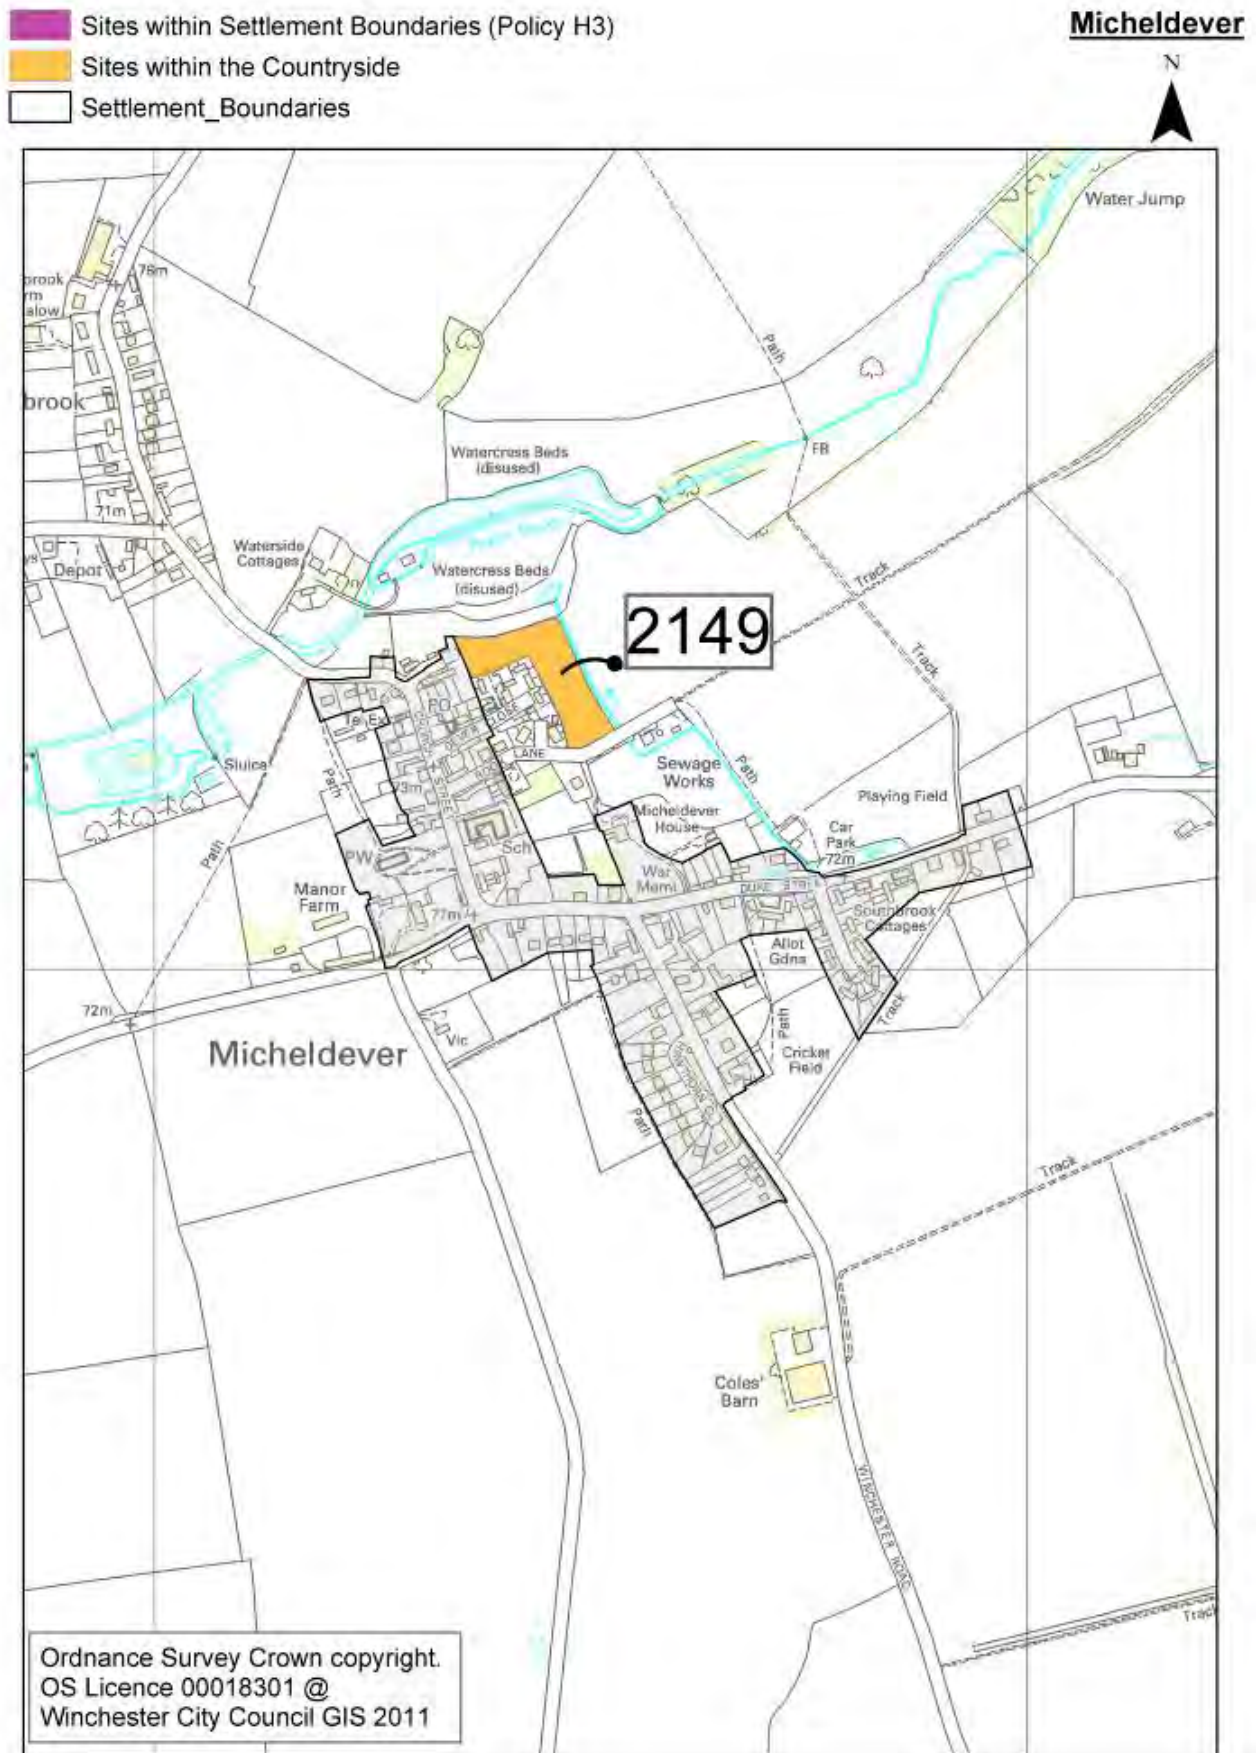 Sites within Settlement Boundaries (Policy H3)
Sites within the Countryside
Settlement_Boundaries
Micheldever
N
Water Jump
76m
brook
Path
Watercress Beds
(disused)
FB
71m
Depot
Waterside
Cottages
Watercress Beds
(disused)
Track
2149
Track
PO
Tel Ex
LANE
Sluice
Path
73m
STREET
Sewage
Works
Path
Playing Field
Micheldever
House
Car
Park
72m
Path
PW
Sch
War
Meml
DUKE
Manor
Farm
77m
Southbrook
Cottages
Allot
Gdns
72m
Track
Path
Vic
Micheldever
Cricket
Field
Path
Track
Coles'
Barn
WINCHESTER ROAD
Track
Ordnance Survey Crown copyright.
OS Licence 00018301 @
Winchester City Council GIS 2011